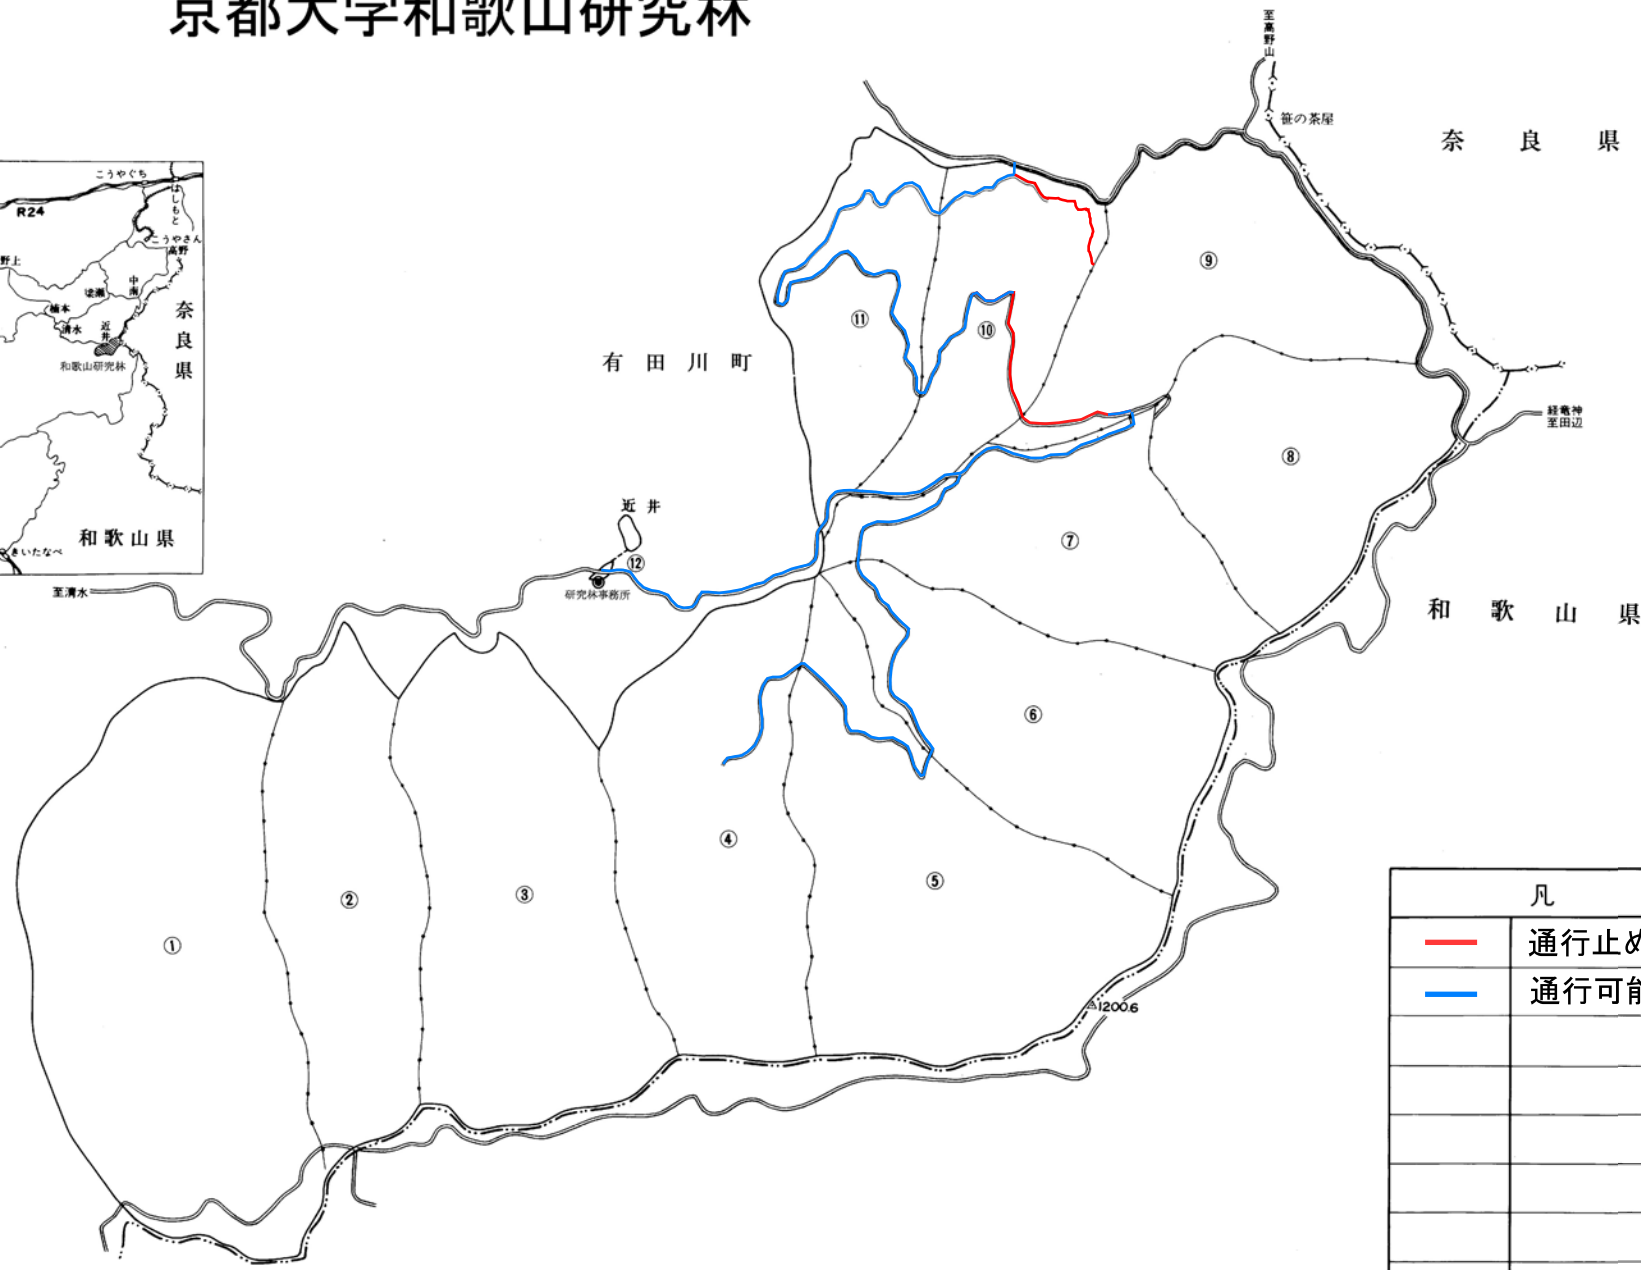 京都大学和歌山研究林
至高野山
笹の茶屋
奈良県
こうやぐち
はしもと
R24
こうやさん
高野
野上
中南
梁瀬
楠本
清水
近井
奈良県
和歌山研究林
和歌山県
きいたなべ
有田川町
⑨
⑪
⑩
経竜神
至田辺
⑧
近井
⑫
⑦
研究林事務所
至清水
和歌山県
⑥
④
⑤
③
②
①
1200.6
凡
通行止め
通行可能